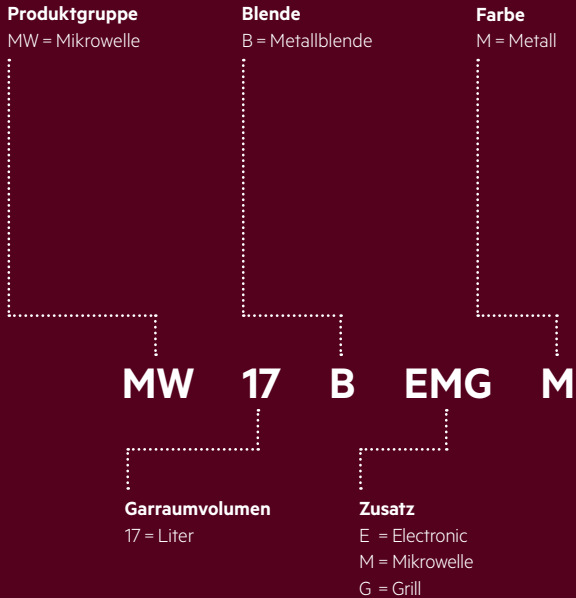 Produktgruppe
MW = Mikrowelle
Blende
B = Metallblende
Farbe
M = Metall
MW 17 B EMG M
Garraumvolumen
17 = Liter
Zusatz
E = Electronic
M = Mikrowelle
G = Grill